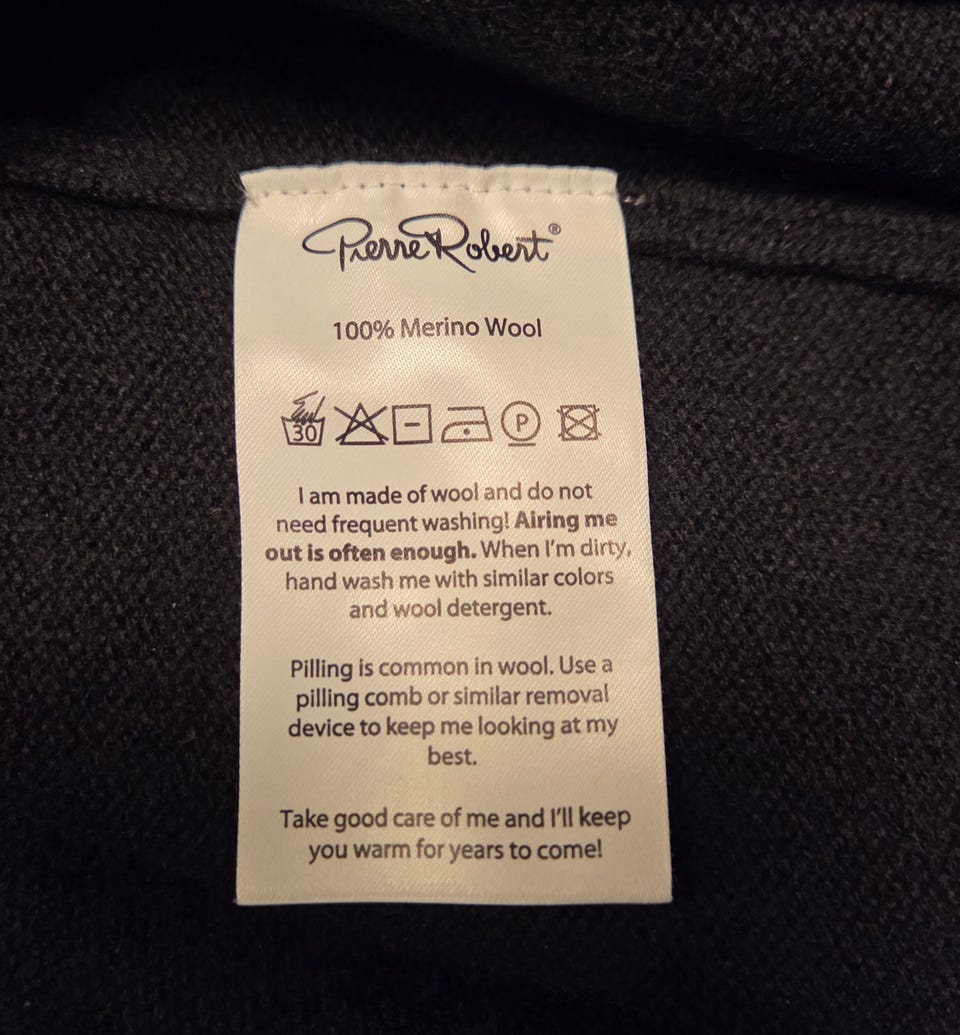 Pierre Robert®
100% Merino Wool
30 P
I am made of wool and do not
need frequent washing! Airing me
out is often enough. When I'm dirty,
hand wash me with similar colors
and wool detergent.
Pilling is common in wool. Use a
pilling comb or similar removal
device to keep me looking at my
best.
Take good care of me and I'll keep
you warm for years to come!